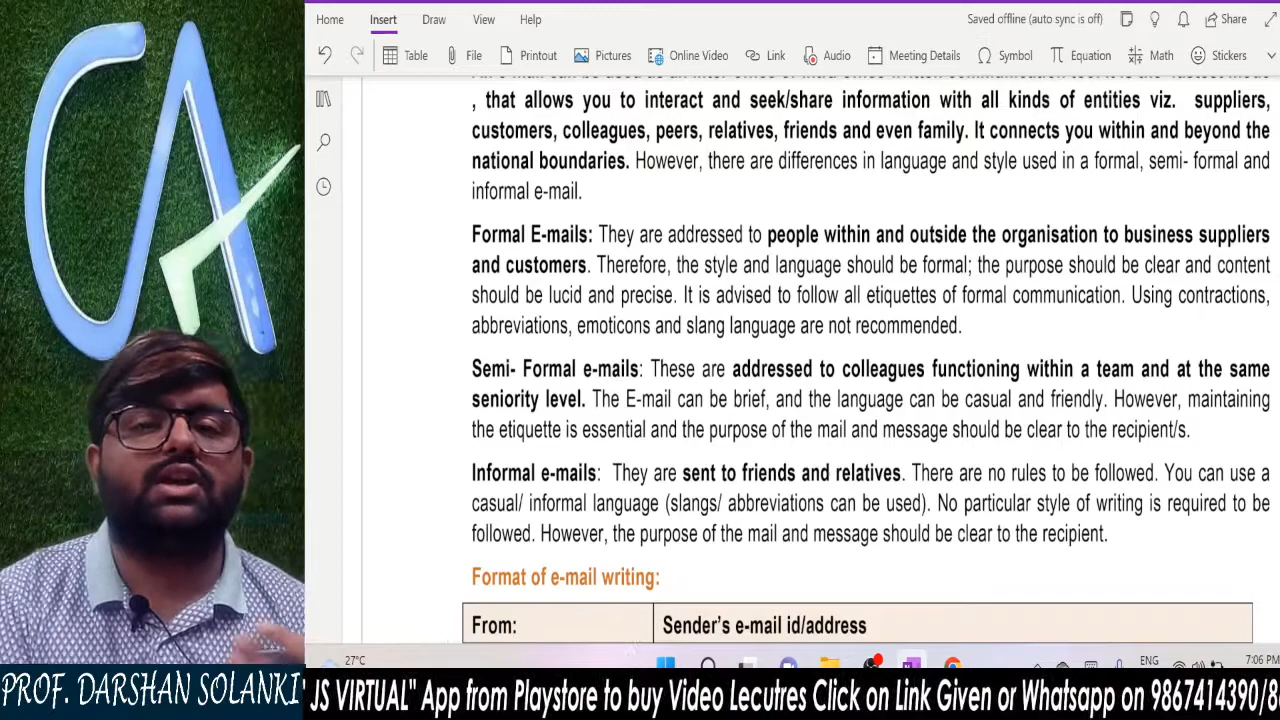 Home Insert Draw View Help Saved offline (auto sync is off) Share
Table File Printout Pictures Online Video Link Audio Meeting Details Symbol Equation Math Stickers
, that allows you to interact and seek/share information with all kinds of entities viz. suppliers,
customers, colleagues, peers, relatives, friends and even family. It connects you within and beyond the
national boundaries. However, there are differences in language and style used in a formal, semi- formal and
informal e-mail.
Formal E-mails: They are addressed to people within and outside the organisation to business suppliers
and customers. Therefore, the style and language should be formal; the purpose should be clear and content
should be lucid and precise. It is advised to follow all etiquettes of formal communication. Using contractions,
abbreviations, emoticons and slang language are not recommended.
Semi- Formal e-mails: These are addressed to colleagues functioning within a team and at the same
seniority level. The E-mail can be brief, and the language can be casual and friendly. However, maintaining
the etiquette is essential and the purpose of the mail and message should be clear to the recipient/s.
Informal e-mails: They are sent to friends and relatives. There are no rules to be followed. You can use a
casual/ informal language (slangs/ abbreviations can be used). No particular style of writing is required to be
followed. However, the purpose of the mail and message should be clear to the recipient.
Format of e-mail writing:
From: Sender's e-mail id/address
27°C ENG 7:06 PM
CA
PROF. DARSHAN SOLANKI
JS VIRTUAL" App from Playstore to buy Video Lecutres Click on Link Given or Whatsapp on 9867414390/8